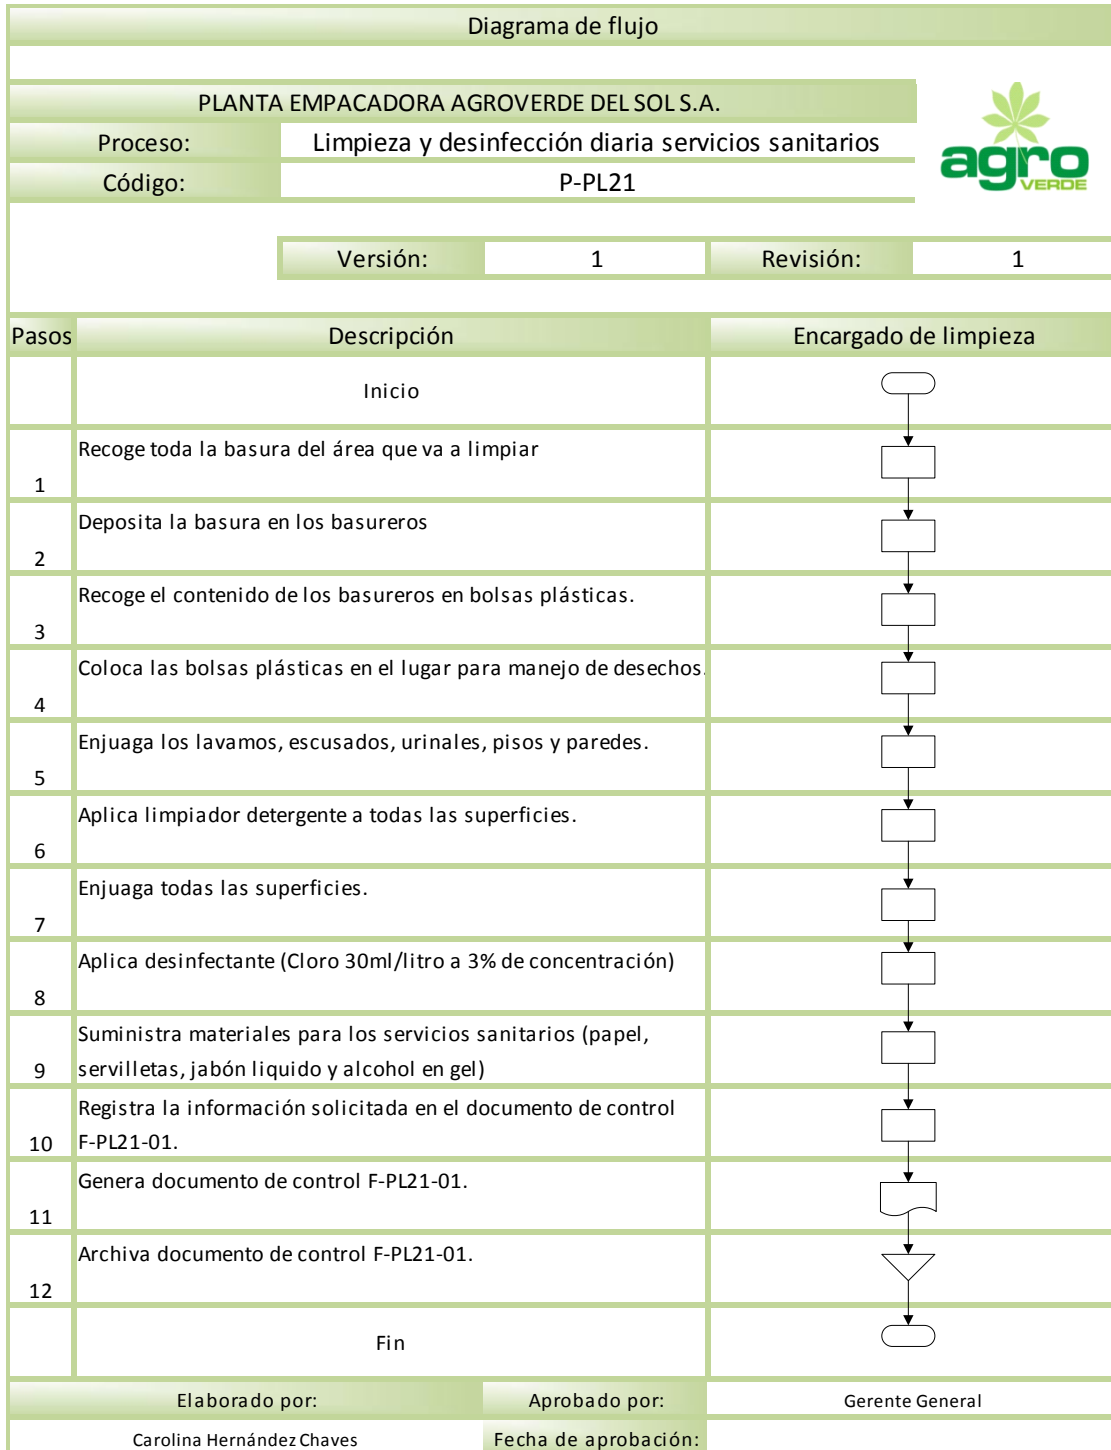 Diagrama de flujo
PLANTA EMPACADORA AGROVERDE DEL SOL S.A.
Proceso: Limpieza y desinfección diaria servicios sanitarios
Código: P-PL21
agro
VERDE
Versión: 1 Revisión: 1
Pasos Descripción Encargado de limpieza
Inicio
Recoge toda la basura del área que va a limpiar
1
Deposita la basura en los basureros
2
Recoge el contenido de los basureros en bolsas plásticas.
3
Coloca las bolsas plásticas en el lugar para manejo de desechos.
4
Enjuaga los lavamos, escusados, urinales, pisos y paredes.
5
Aplica limpiador detergente a todas las superficies.
6
Enjuaga todas las superficies.
7
Aplica desinfectante (Cloro 30ml/litro a 3% de concentración)
8
Suministra materiales para los servicios sanitarios (papel,
9 servilletas, jabón liquido y alcohol en gel)
Registra la información solicitada en el documento de control
10 F-PL21-01.
Genera documento de control F-PL21-01.
11
Archiva documento de control F-PL21-01.
12
Fin
Elaborado por: Aprobado por: Gerente General
Carolina Hernández Chaves Fecha de aprobación: